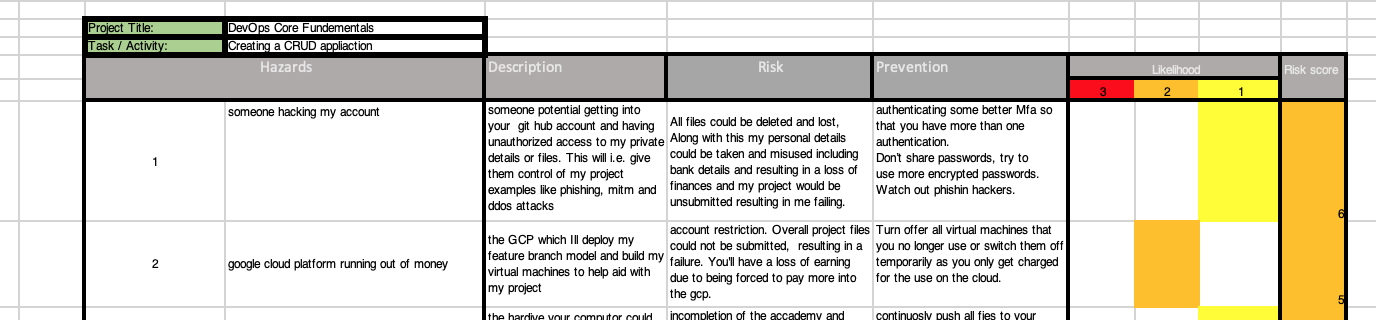 Project Title: DevOps Core Fundementals
Task / Activity: Creating a CRUD appliaction
Hazards Description Risk Prevention Likelihood Risk score
3 2 1
1
someone hacking my account
someone potential getting into
your git hub account and having
unauthorized access to my private
details or files. This will i.e. give
them control of my project
examples like phishing, mitm and
ddos attacks
All files could be deleted and lost,
Along with this my personal details
could be taken and misused including
bank details and resulting in a loss of
finances and my project would be
unsubmitted resulting in me failing.
authenticating some better Mfa so
that you have more than one
authentication.
Don't share passwords, try to
use more encrypted passwords.
Watch out phishin hackers.
6
2
google cloud platform running out of money
the GCP which Ill deploy my
feature branch model and build my
virtual machines to help aid with
my project
account restriction. Overall project files
could not be submitted, resulting in a
failure. You'll have a loss of earning
due to being forced to pay more into
the gcp.
Turn offer all virtual machines that
you no longer use or switch them off
temporarily as you only get charged
for the use on the cloud.
5
the hardive your computor could
incompletion of the accademy and
continuosly push all fies to your